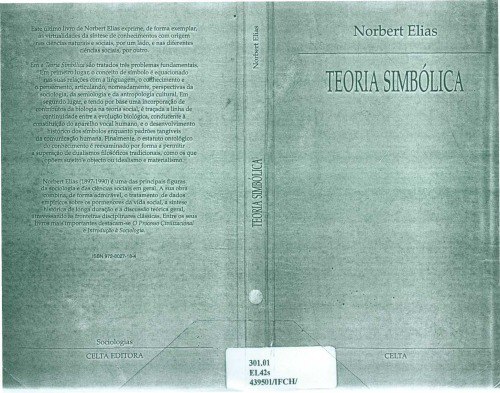 Este último livro de Norbert Elias exprime, de forma exemplar,
as virtualidades da síntese de conhecimentos com origem
nas ciências naturais e sociais, por um lado, e nas diferentes
ciências sociais, por outro.
Em a Teoria Simbólica são tratados três problemas fundamentais.
Em primeiro lugar, o conceito de símbolo é equacionado
nas suas relações com a linguagem, o conhecimento e
o pensamento, articulando, nomeadamente, perspectivas da
sociologia, da semiologia e da antropologia cultural. Em
segundo lugar, e tendo por base uma incorporação de
contributos da biologia na teoria social, é traçada a linha de
continuidade entre a evolução biológica, conducente à
constituição do aparelho vocal humano, e o desenvolvimento
histórico dos símbolos enquanto padrões tangíveis
da comunicação humana. Finalmente, o estatuto ontológico
do conhecimento é reexaminado por forma a permitir
a superação de dualismos filosóficos tradicionais, como os que
opõem sujeito e objecto ou idealismo e materialismo.
Norbert Elias (1897-1990) é uma das principais figuras
da sociologia e das ciências sociais em geral. A sua obra
combina, de forma admirável, o tratamento de dados
empíricos sobre os pormenores da vida social, a síntese
histórica de longa duração e a discussão teórica geral,
atravessando as fronteiras disciplinares clássicas. Entre os seus
livros mais importantes destacam-se O Processo Civilizacional
e Introdução à Sociologia.
ISBN 972-8027-18-4
Sociologias
CELTA EDITORA
Norbert Elias
TEORIA SIMBÓLICA
Norbert Elias
TEORIA SIMBÓLICA
CELTA
301.01
EL42s
439501/IFCH/